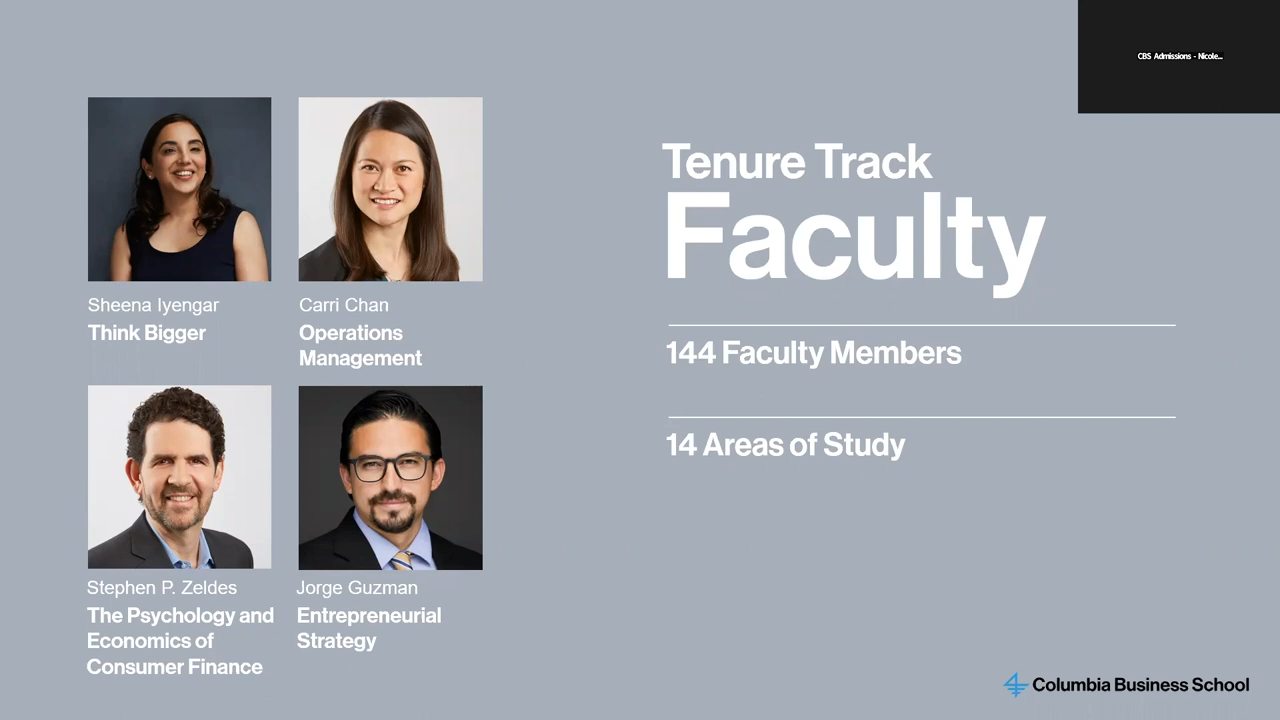 CBS Admissions - Nicole...
Tenure Track
Faculty
144 Faculty Members
14 Areas of Study
Sheena Iyengar
Think Bigger
Carri Chan
Operations
Management
Stephen P. Zeldes
The Psychology and
Economics of
Consumer Finance
Jorge Guzman
Entrepreneurial
Strategy
Columbia Business School